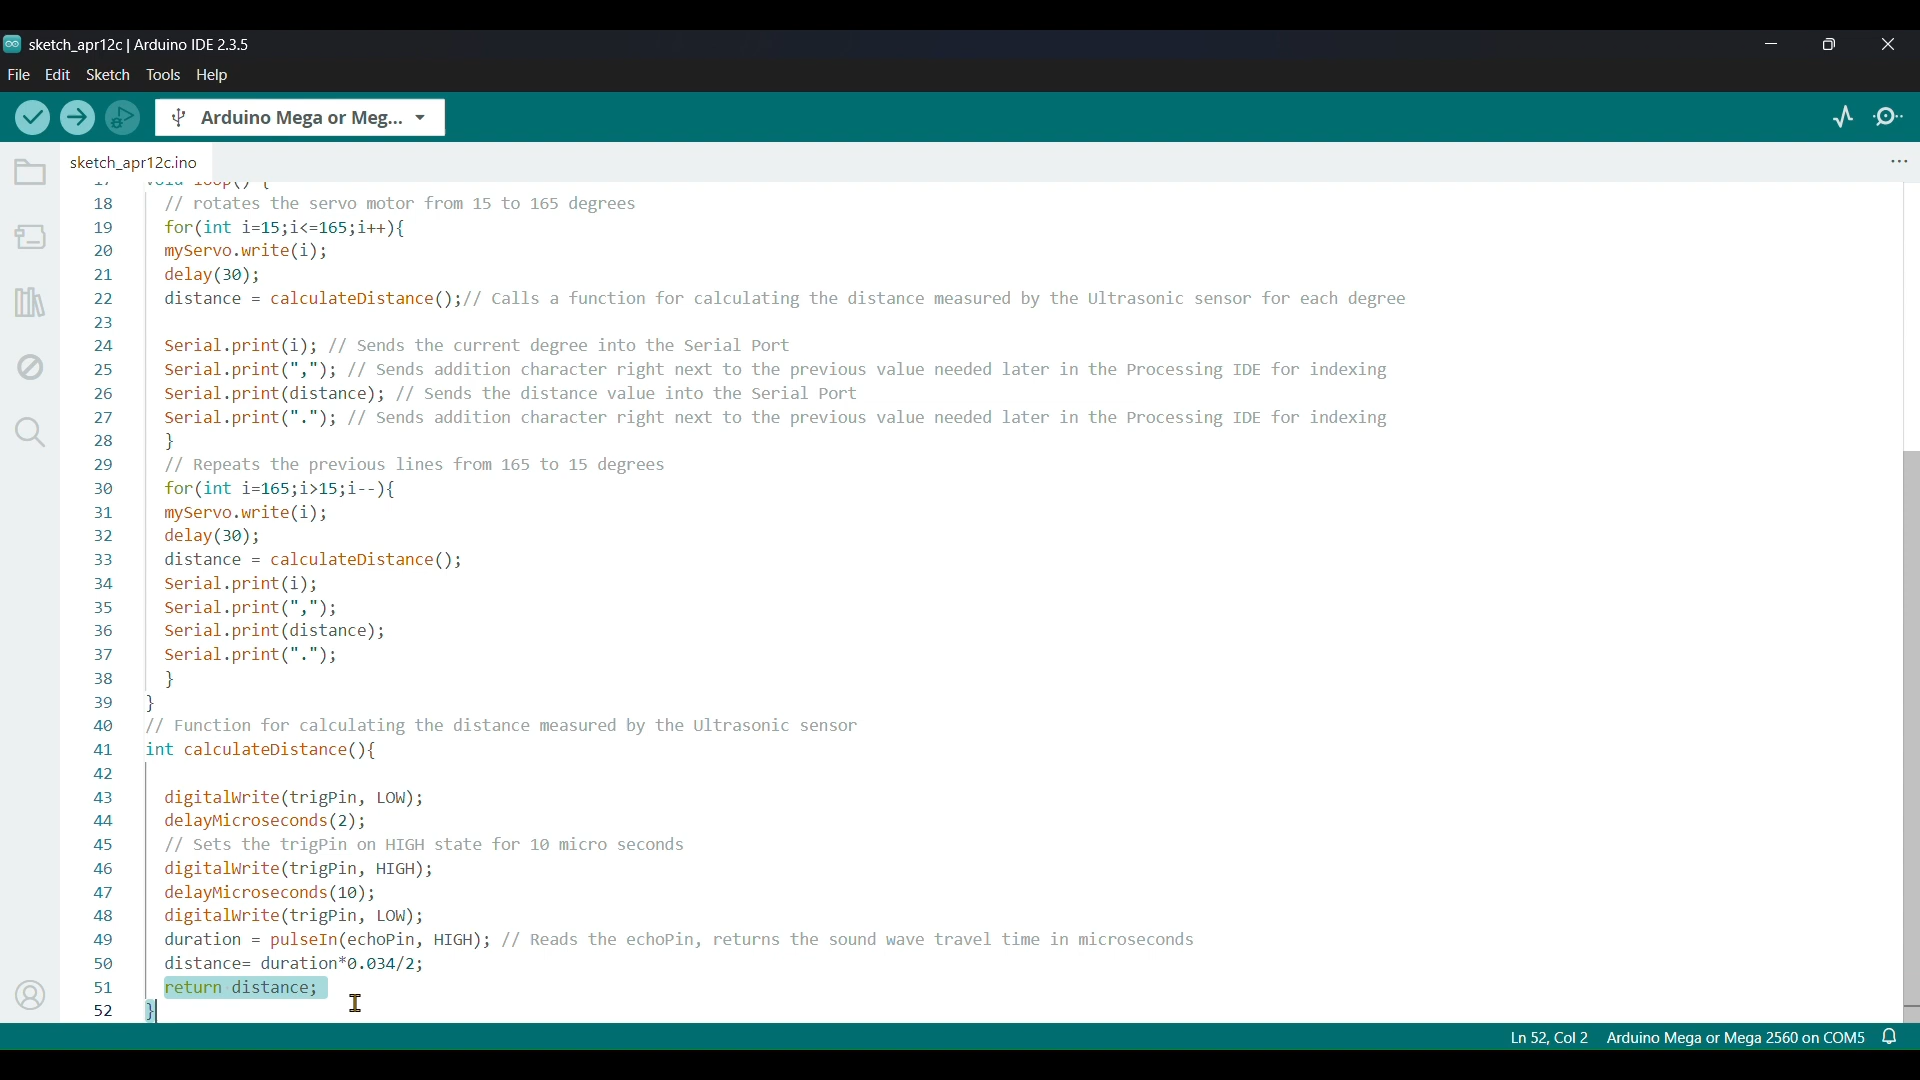 sketch_apr12c | Arduino IDE 2.3.5
File Edit Sketch Tools Help
Arduino Mega or Meg...
sketch_apr12c.ino
17 void loop() {
18 // rotates the servo motor from 15 to 165 degrees
19 for(int i=15;i<=165;i++){
20 myServo.write(i);
21 delay(30);
22 distance = calculateDistance();// Calls a function for calculating the distance measured by the Ultrasonic sensor for each degree
23
24 Serial.print(i); // Sends the current degree into the Serial Port
25 Serial.print(","); // Sends addition character right next to the previous value needed later in the Processing IDE for indexing
26 Serial.print(distance); // Sends the distance value into the Serial Port
27 Serial.print("."); // Sends addition character right next to the previous value needed later in the Processing IDE for indexing
28 }
29 // Repeats the previous lines from 165 to 15 degrees
30 for(int i=165;i>15;i--){
31 myServo.write(i);
32 delay(30);
33 distance = calculateDistance();
34 Serial.print(i);
35 Serial.print(",");
36 Serial.print(distance);
37 Serial.print(".");
38 }
39 }
40 // Function for calculating the distance measured by the Ultrasonic sensor
41 int calculateDistance(){
42
43 digitalWrite(trigPin, LOW);
44 delayMicroseconds(2);
45 // Sets the trigPin on HIGH state for 10 micro seconds
46 digitalWrite(trigPin, HIGH);
47 delayMicroseconds(10);
48 digitalWrite(trigPin, LOW);
49 duration = pulseIn(echoPin, HIGH); // Reads the echoPin, returns the sound wave travel time in microseconds
50 distance= duration*0.034/2;
51 return distance;
52 }
Ln 52, Col 2 Arduino Mega or Mega 2560 on COM5